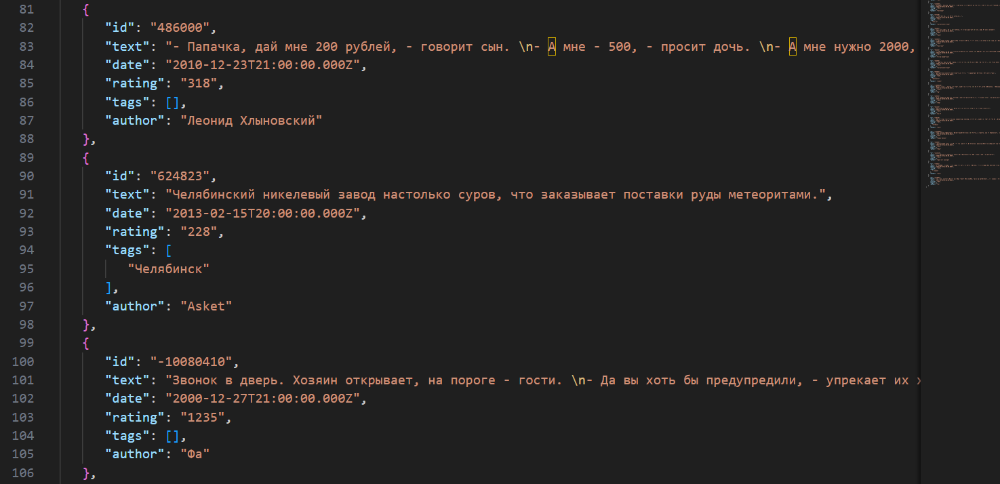 81 {
82 "id": "486000",
83 "text": "- Папачка, дай мне 200 рублей, - говорит сын. \n- А мне - 500, - просит дочь. \n- А мне нужно 2000,
84 "date": "2010-12-23T21:00:00.000Z",
85 "rating": "318",
86 "tags": [],
87 "author": "Леонид Хлыновский"
88 },
89 {
90 "id": "624823",
91 "text": "Челябинский никелевый завод настолько суров, что заказывает поставки руды метеоритами.",
92 "date": "2013-02-15T20:00:00.000Z",
93 "rating": "228",
94 "tags": [
95 "Челябинск"
96 ],
97 "author": "Asket"
98 },
99 {
100 "id": "-10080410",
101 "text": "Звонок в дверь. Хозяин открывает, на пороге - гости. \n- Да вы хоть бы предупредили, - упрекает их
102 "date": "2000-12-27T21:00:00.000Z",
103 "rating": "1235",
104 "tags": [],
105 "author": "Фа"
106 },